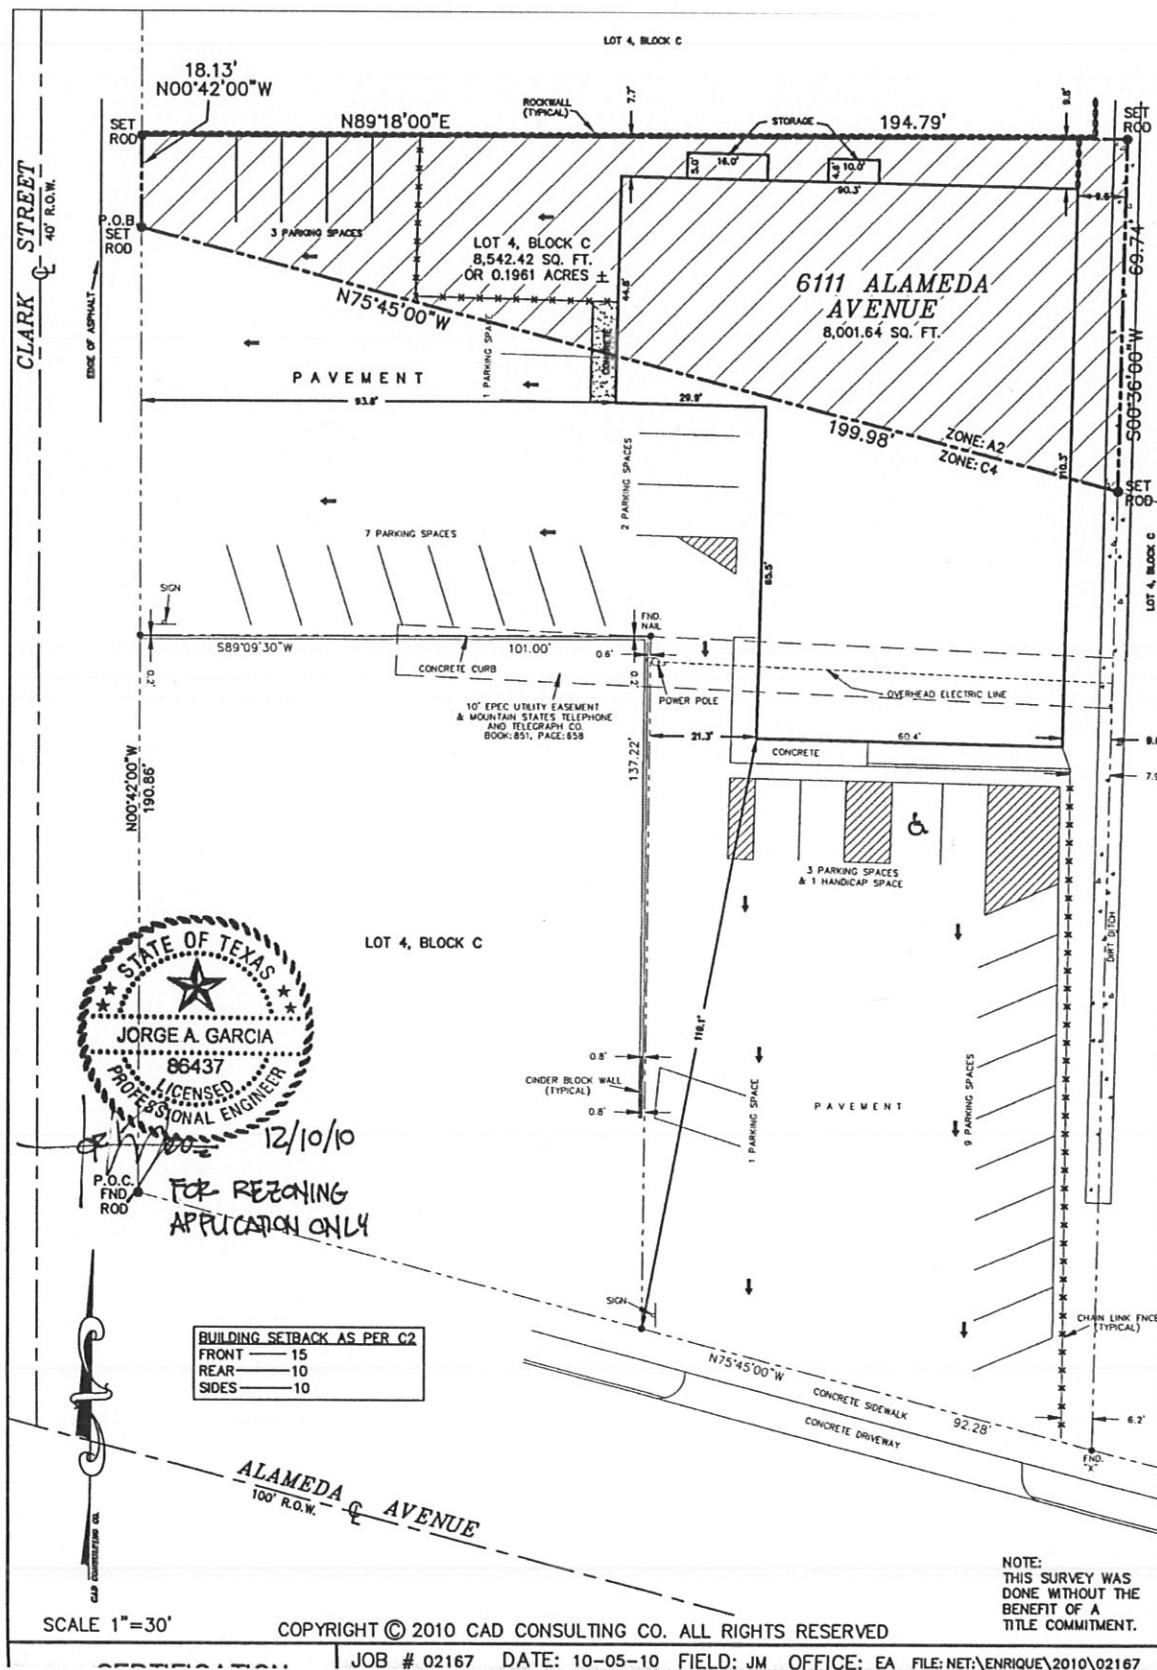 LOT 4, BLOCK C
18.13'
N00°42'00"W
SET
ROD
N89°18'00"E
ROCKWALL
(TYPICAL)
7.7'
STORAGE
194.79'
SET
ROD
CLARK STREET
40' R.O.W.
EDGE OF ASPHALT
P.O.B
SET
ROD
3 PARKING SPACES
5.0'
16.0'
10.0'
90.3'
LOT 4, BLOCK C
8,542.42 SQ. FT.
OR 0.1961 ACRES ±
6111 ALAMEDA
AVENUE
8,001.64 SQ. FT.
69.74'
S00°36'00"W
N75°45'00"W
1 PARKING SPACE
CONCRETE
PAVEMENT
93.8'
29.9'
199.98'
ZONE: A2
ZONE: C4
SET
ROD
LOT 4, BLOCK C
2 PARKING SPACES
7 PARKING SPACES
SIGN
FND.
NAIL
S89°09'30"W
101.00'
0.6'
0.2'
0.2'
CONCRETE CURB
POWER POLE
OVERHEAD ELECTRIC LINE
10' EPEC UTILITY EASEMENT
& MOUNTAIN STATES TELEPHONE
AND TELEGRAPH CO.
BOOK: 851, PAGE: 658
21.3'
60.4'
CONCRETE
137.22'
N00°42'00"W
190.86'
3 PARKING SPACES
& 1 HANDICAP SPACE
LOT 4, BLOCK C
DIRT DITCH
STATE OF TEXAS
JORGE A. GARCIA
86437
LICENSED
PROFESSIONAL ENGINEER
12/10/10
FOR REZONING
APPLICATION ONLY
0.8'
CINDER BLOCK WALL
(TYPICAL)
0.8'
1 PARKING SPACE
PAVEMENT
9 PARKING SPACES
P.O.C.
FND
ROD
SIGN
CHAIN LINK FNCE
(TYPICAL)
BUILDING SETBACK AS PER C2
FRONT 15
REAR 10
SIDES 10
N75°45'00"W
CONCRETE SIDEWALK
92.28'
CONCRETE DRIVEWAY
6.2'
FND.
"X"
ALAMEDA AVENUE
100' R.O.W.
CAD CONSULTING CO.
NOTE:
THIS SURVEY WAS
DONE WITHOUT THE
BENEFIT OF A
TITLE COMMITMENT.
SCALE 1"=30'
COPYRIGHT © 2010 CAD CONSULTING CO. ALL RIGHTS RESERVED
JOB # 02167 DATE: 10-05-10 FIELD: JM OFFICE: EA FILE: NET:\ENRIQUE\2010\02167